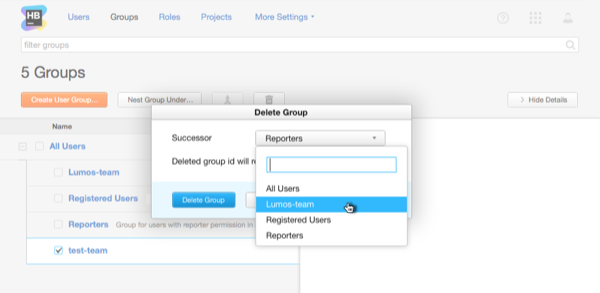 HB
Users Groups Roles Projects More Settings
filter groups
5 Groups
Create User Group... Nest Group Under... Hide Details
Delete Group
Name
Successor Reporters
All Users
Deleted group id will r
Lumos-team
All Users
Registered Users
Delete Group
Lumos-team
Registered Users
Reporters Group for users with reporter permission in
Reporters
test-team